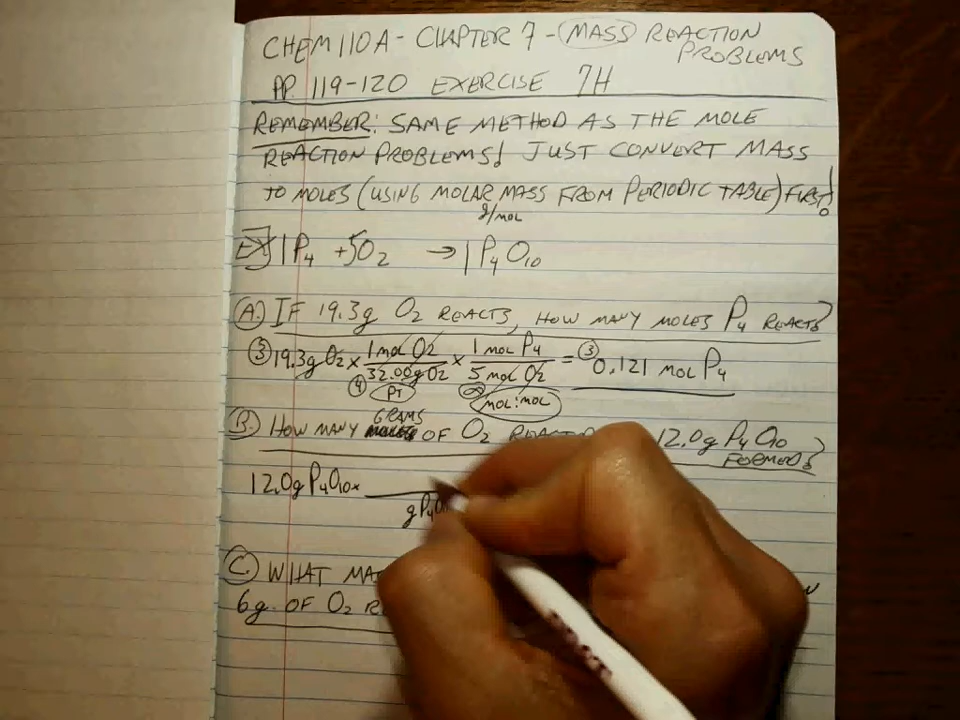 CHEM 110A - CHAPTER 7 - MASS REACTION
PROBLEMS
PP. 119-120 EXERCISE 7H
REMEMBER: SAME METHOD AS THE MOLE
REACTION PROBLEMS! JUST CONVERT MASS
TO MOLES (USING MOLAR MASS FROM PERIODIC TABLE) FIRST!
g/MOL
EX 1 P₄ + 5O₂ → 1 P₄O₁₀
A. IF 19.3g O₂ REACTS, HOW MANY MOLES P₄ REACTS?
③ 19.3g O₂ × 1 mol O₂ / 32.00g O₂ × 1 mol P₄ / 5 mol O₂ = ③ 0.121 mol P₄
④ PT ∞ MOL:MOL
GRAMS
B. HOW MANY OF O₂ 12.0g P₄O₁₀
FORMED?
12.0g P₄O₁₀ ×
C. WHAT
6g OF O₂